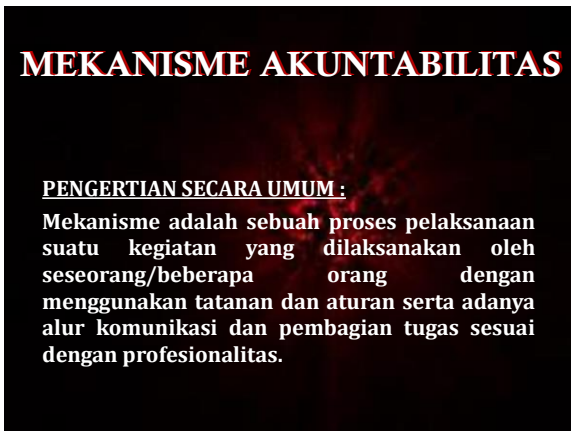 MEKANISME AKUNTABILITAS
PENGERTIAN SECARA UMUM :
Mekanisme adalah sebuah proses pelaksanaan
suatu kegiatan yang dilaksanakan oleh
seseorang/beberapa orang dengan
menggunakan tatanan dan aturan serta adanya
alur komunikasi dan pembagian tugas sesuai
dengan profesionalitas.